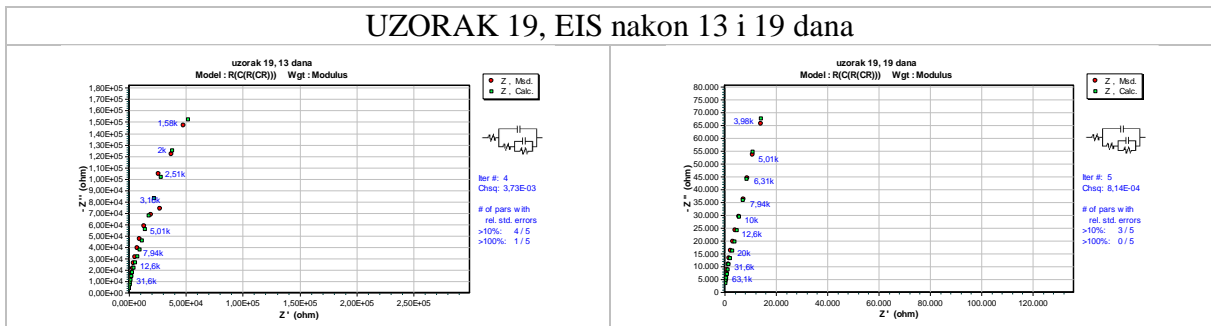 UZORAK 19, EIS nakon 13 i 19 dana
uzorak 19, 13 dana
Model : R(C(R(CR))) Wgt : Modulus
1,80E+05
1,70E+05
1,60E+05
1,50E+05
1,40E+05
1,30E+05
1,20E+05
1,10E+05
1,00E+05
9,00E+04
8,00E+04
7,00E+04
6,00E+04
5,00E+04
4,00E+04
3,00E+04
2,00E+04
1,00E+04
0,00E+00
- Z '' (ohm)
1,58k
2k
2,51k
3,16k
5,01k
7,94k
12,6k
31,6k
0,00E+00 5,00E+04 1,00E+05 1,50E+05 2,00E+05 2,50E+05
Z ' (ohm)
Z , Msd.
Z , Calc.
Iter #: 4
Chsq: 3,73E-03
# of pars with
rel. std. errors
>10%: 4 / 5
>100%: 1 / 5
uzorak 19, 19 dana
Model : R(C(R(CR))) Wgt : Modulus
80.000
75.000
70.000
65.000
60.000
55.000
50.000
45.000
40.000
35.000
30.000
25.000
20.000
15.000
10.000
5.000
0
- Z '' (ohm)
3,98k
5,01k
6,31k
7,94k
10k
12,6k
20k
31,6k
63,1k
0 20.000 40.000 60.000 80.000 100.000 120.000
Z ' (ohm)
Z , Msd.
Z , Calc.
Iter #: 5
Chsq: 8,14E-04
# of pars with
rel. std. errors
>10%: 3 / 5
>100%: 0 / 5